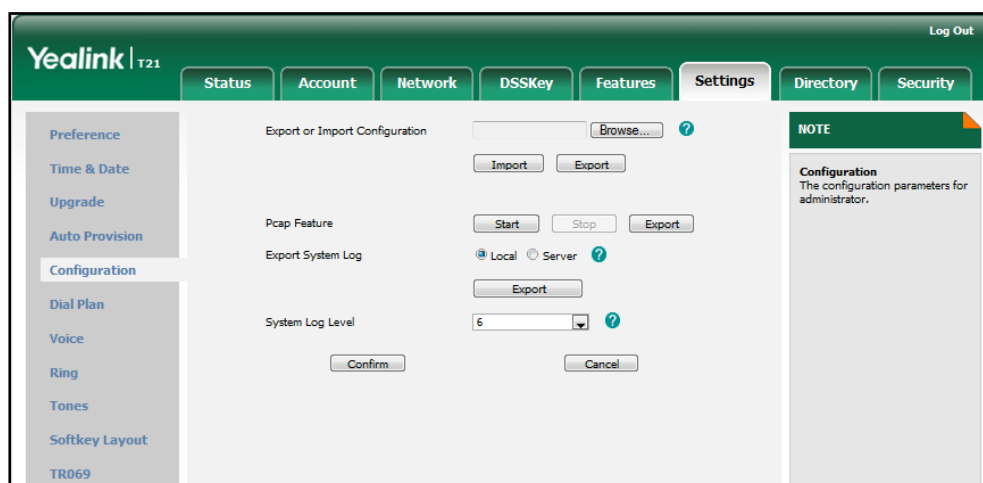 Log Out
Yealink | T21
Status Account Network DSSKey Features Settings Directory Security
Preference
Time & Date
Upgrade
Auto Provision
Configuration
Dial Plan
Voice
Ring
Tones
Softkey Layout
TR069
Export or Import Configuration Browse... ?
Import Export
Pcap Feature Start Stop Export
Export System Log Local Server ?
Export
System Log Level 6 ?
Confirm Cancel
NOTE
Configuration
The configuration parameters for
administrator.